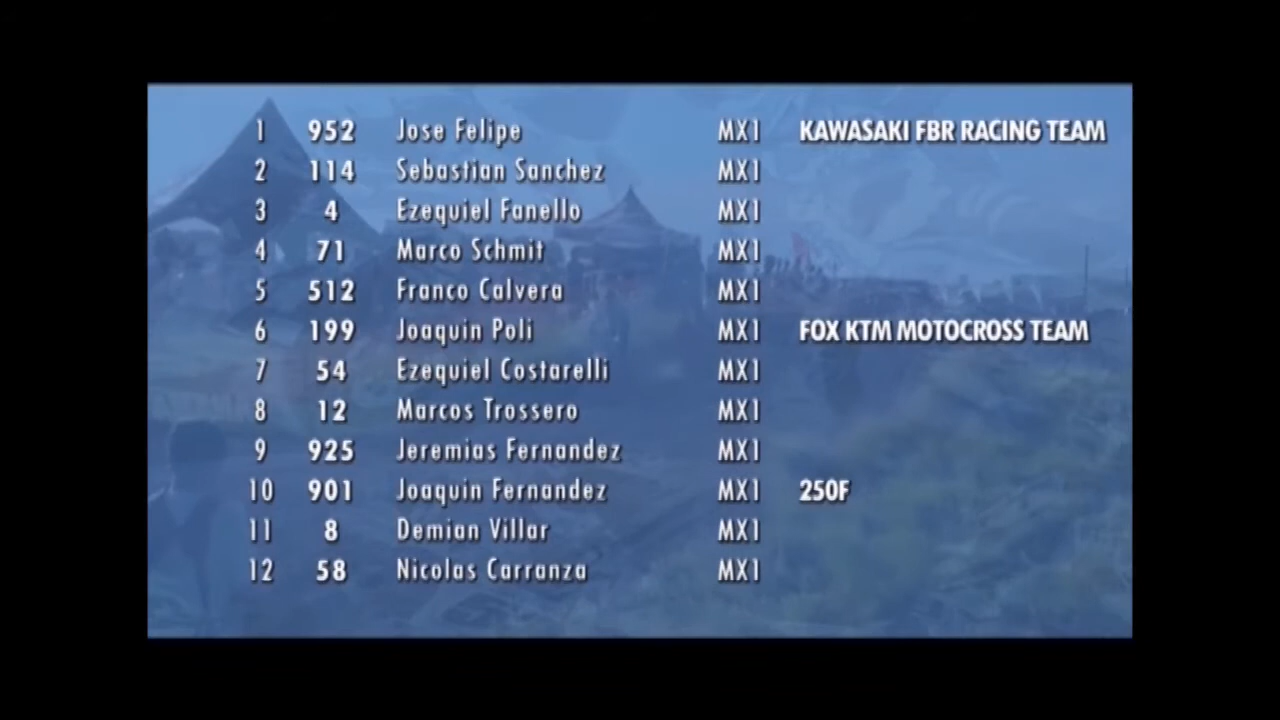 1 952 Jose Felipe MX1 KAWASAKI FBR RACING TEAM
2 114 Sebastian Sanchez MX1
3 4 Ezequiel Fanello MX1
4 71 Marco Schmit MX1
5 512 Franco Calvera MX1
6 199 Joaquin Poli MX1 FOX KTM MOTOCROSS TEAM
7 54 Ezequiel Costarelli MX1
8 12 Marcos Trossero MX1
9 925 Jeremias Fernandez MX1
10 901 Joaquin Fernandez MX1 250F
11 8 Demian Villar MX1
12 58 Nicolas Carranza MX1